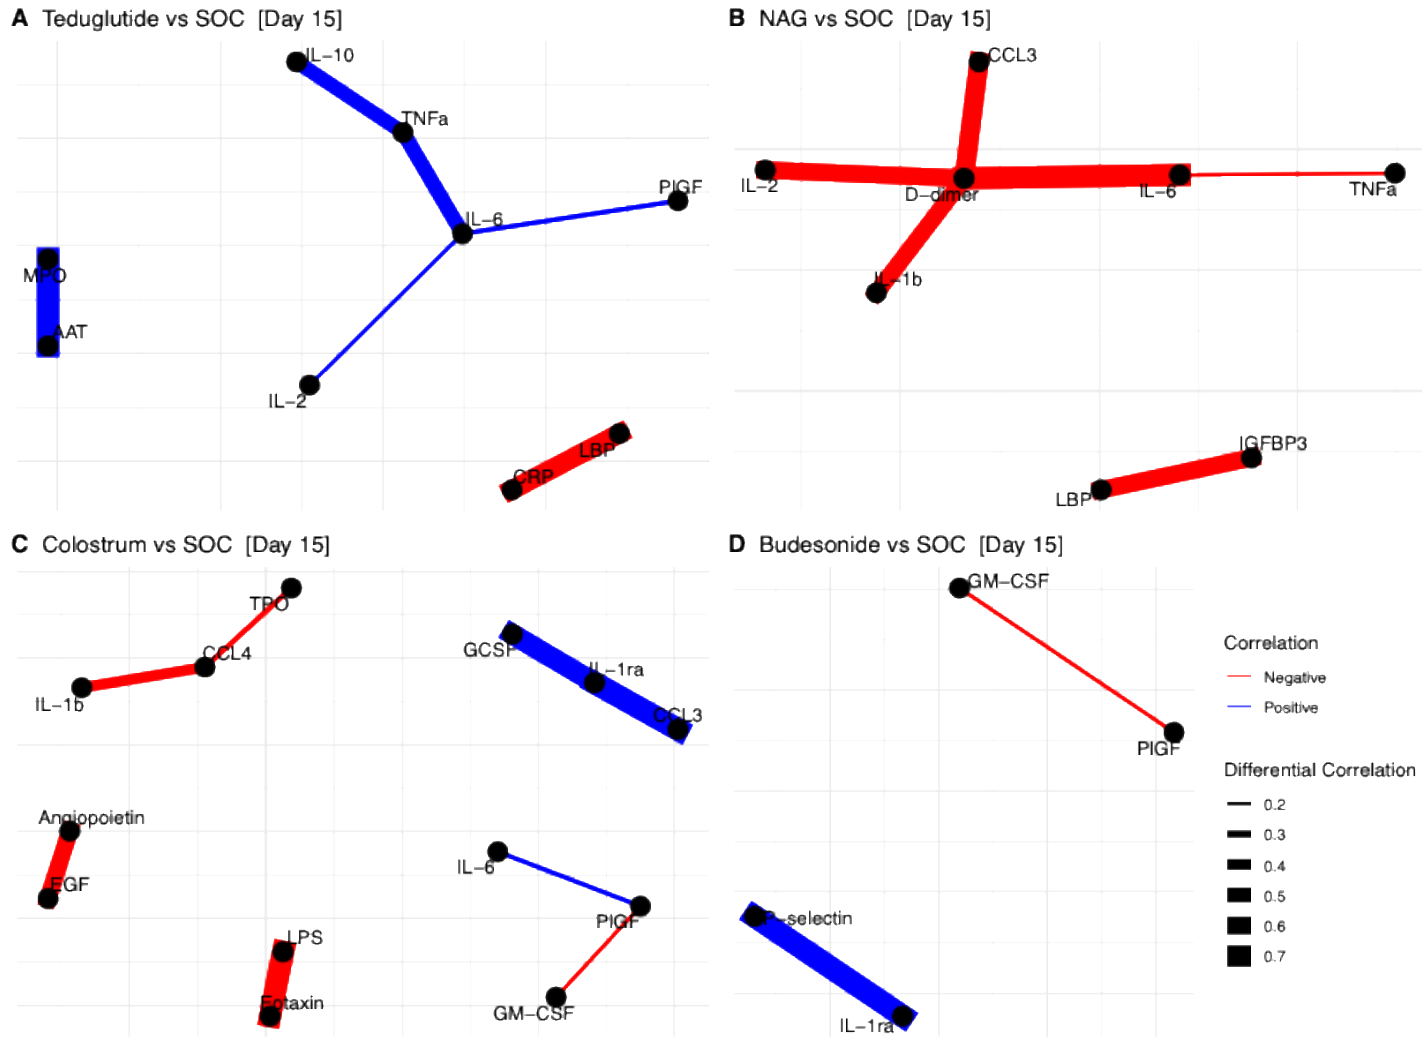 A Teduglutide vs SOC [Day 15]
IL-10
TNFa
PIGF
IL-6
MPO
AAT
IL-2
LBP
CRP
B NAG vs SOC [Day 15]
CCL3
IL-2
D-dimer
IL-6
TNFa
IL-1b
IGFBP3
LBP
C Colostrum vs SOC [Day 15]
TPO
CCL4
IL-1b
GCSF
IL-1ra
CCL3
Angiopoietin
EGF
IL-6
PIGF
LPS
Eotaxin
GM-CSF
D Budesonide vs SOC [Day 15]
GM-CSF
PIGF
P-selectin
IL-1ra
Correlation
Negative
Positive
Differential Correlation
0.2
0.3
0.4
0.5
0.6
0.7